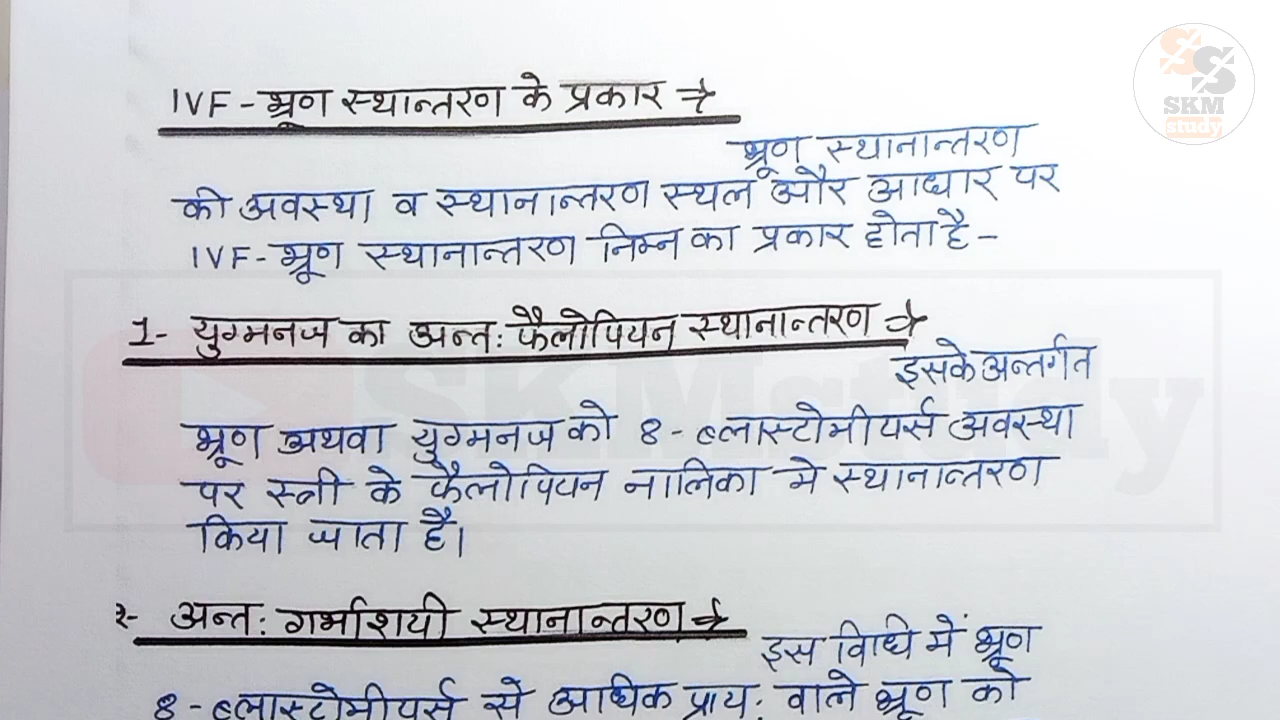 SKM
study
IVF - भ्रूण स्थान्तरण के प्रकार →
भ्रूण स्थानान्तरण
की अवस्था व स्थानान्तरण स्थल और आधार पर
IVF - भ्रूण स्थानान्तरण निम्न का प्रकार होता है -
1- युग्मनज का अन्त: फैलोपियन स्थानान्तरण →
इसके अन्तर्गत
भ्रूण अथवा युग्मनज को 8 - ब्लास्टोमीयर्स अवस्था
पर स्त्री के फैलोपियन नालिका मे स्थानान्तरण
किया जाता है।
SKMstudy
2- अन्त: गर्भाशयी स्थानान्तरण →
इस विधि में भ्रूण
8 - ब्लास्टोमीयर्स से अधिक प्राय: वाले भ्रूण को